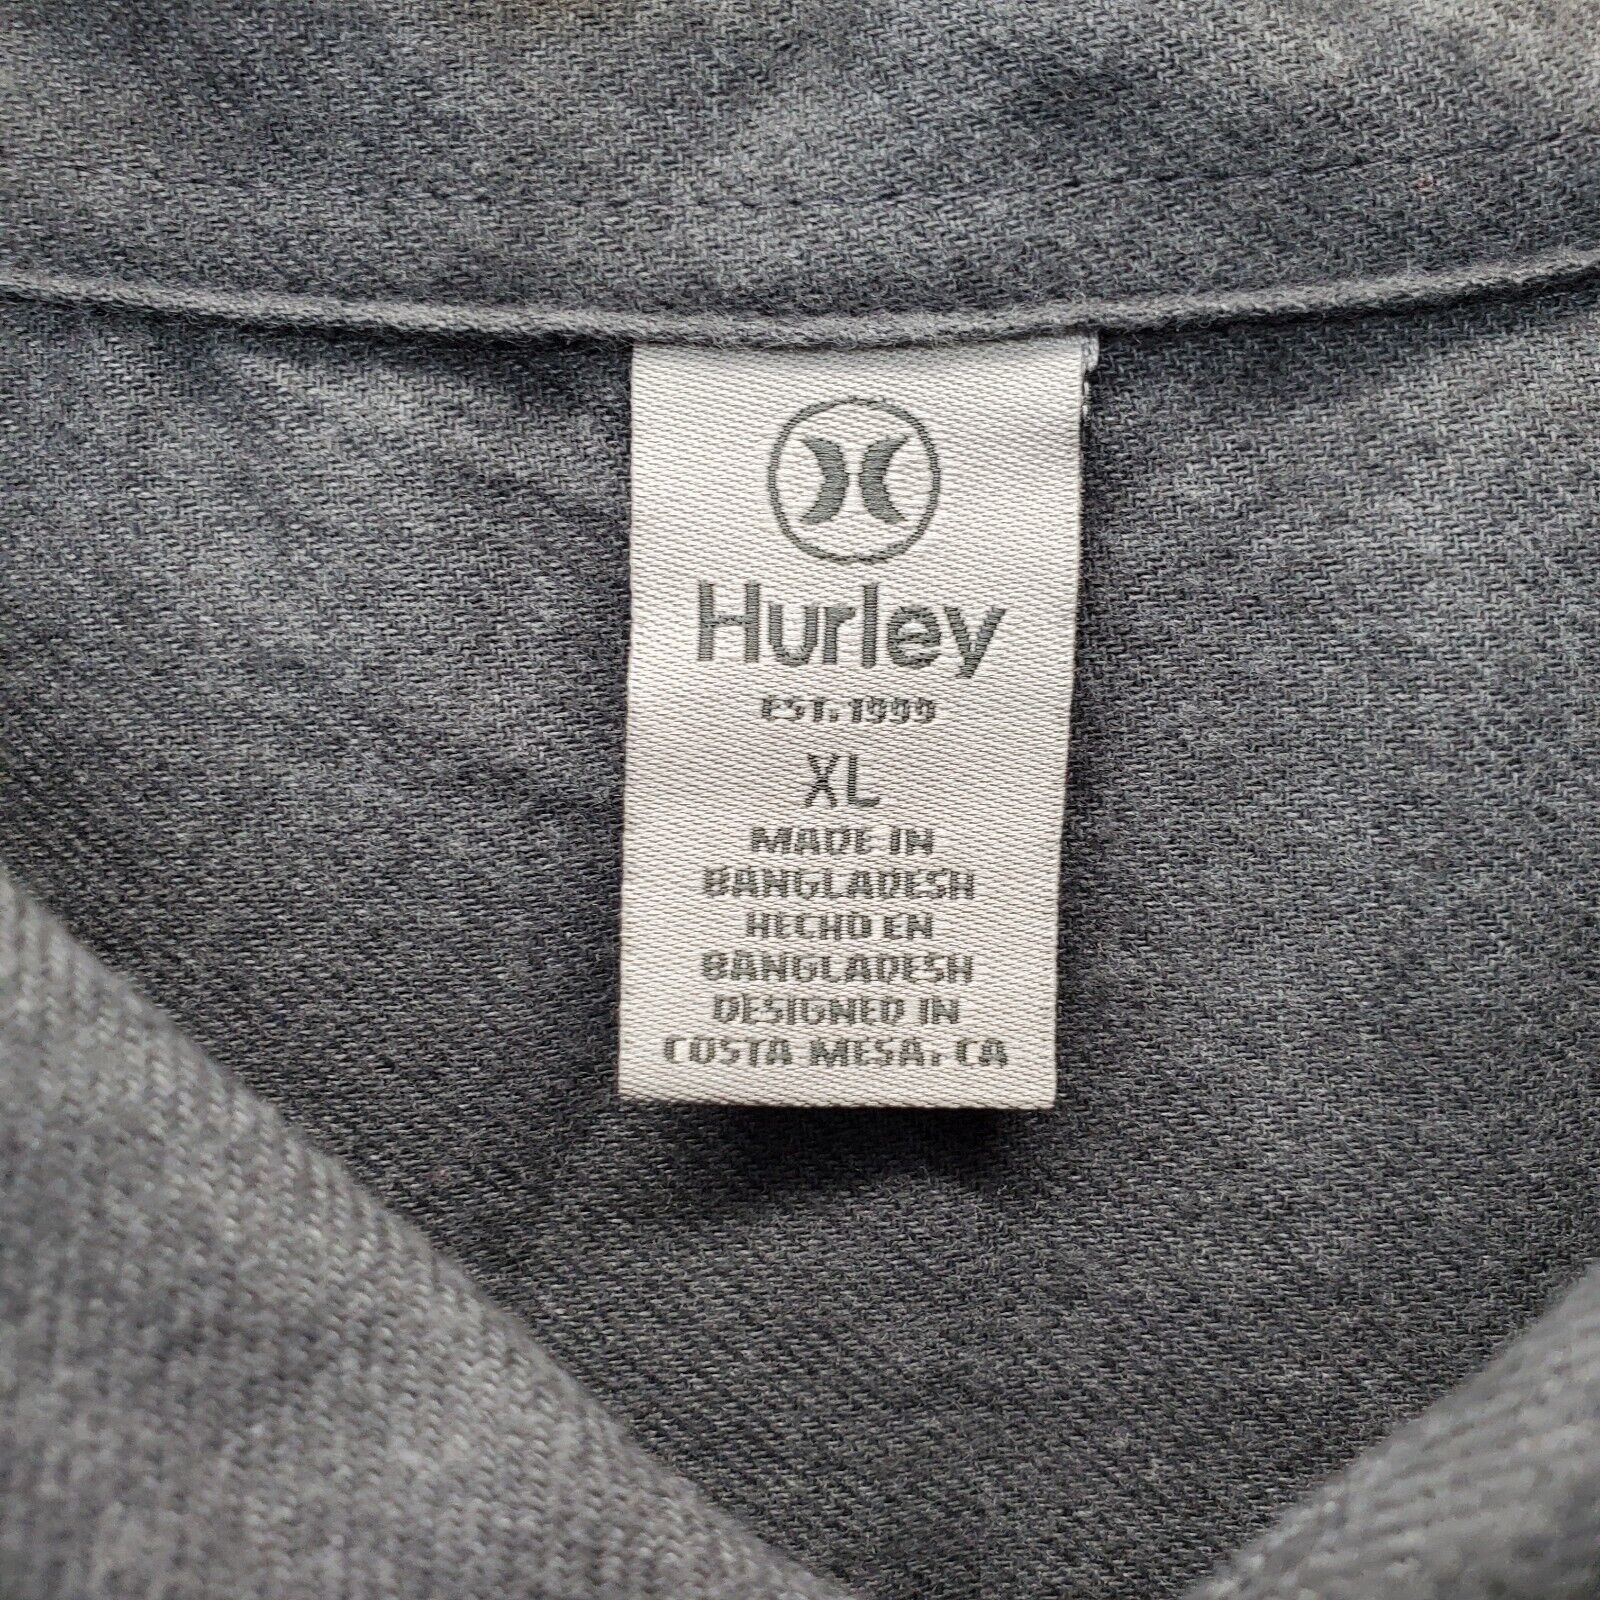 Hurley
EST. 1999
XL
MADE IN
BANGLADESH
HECHO EN
BANGLADESH
DESIGNED IN
COSTA MESA, CA